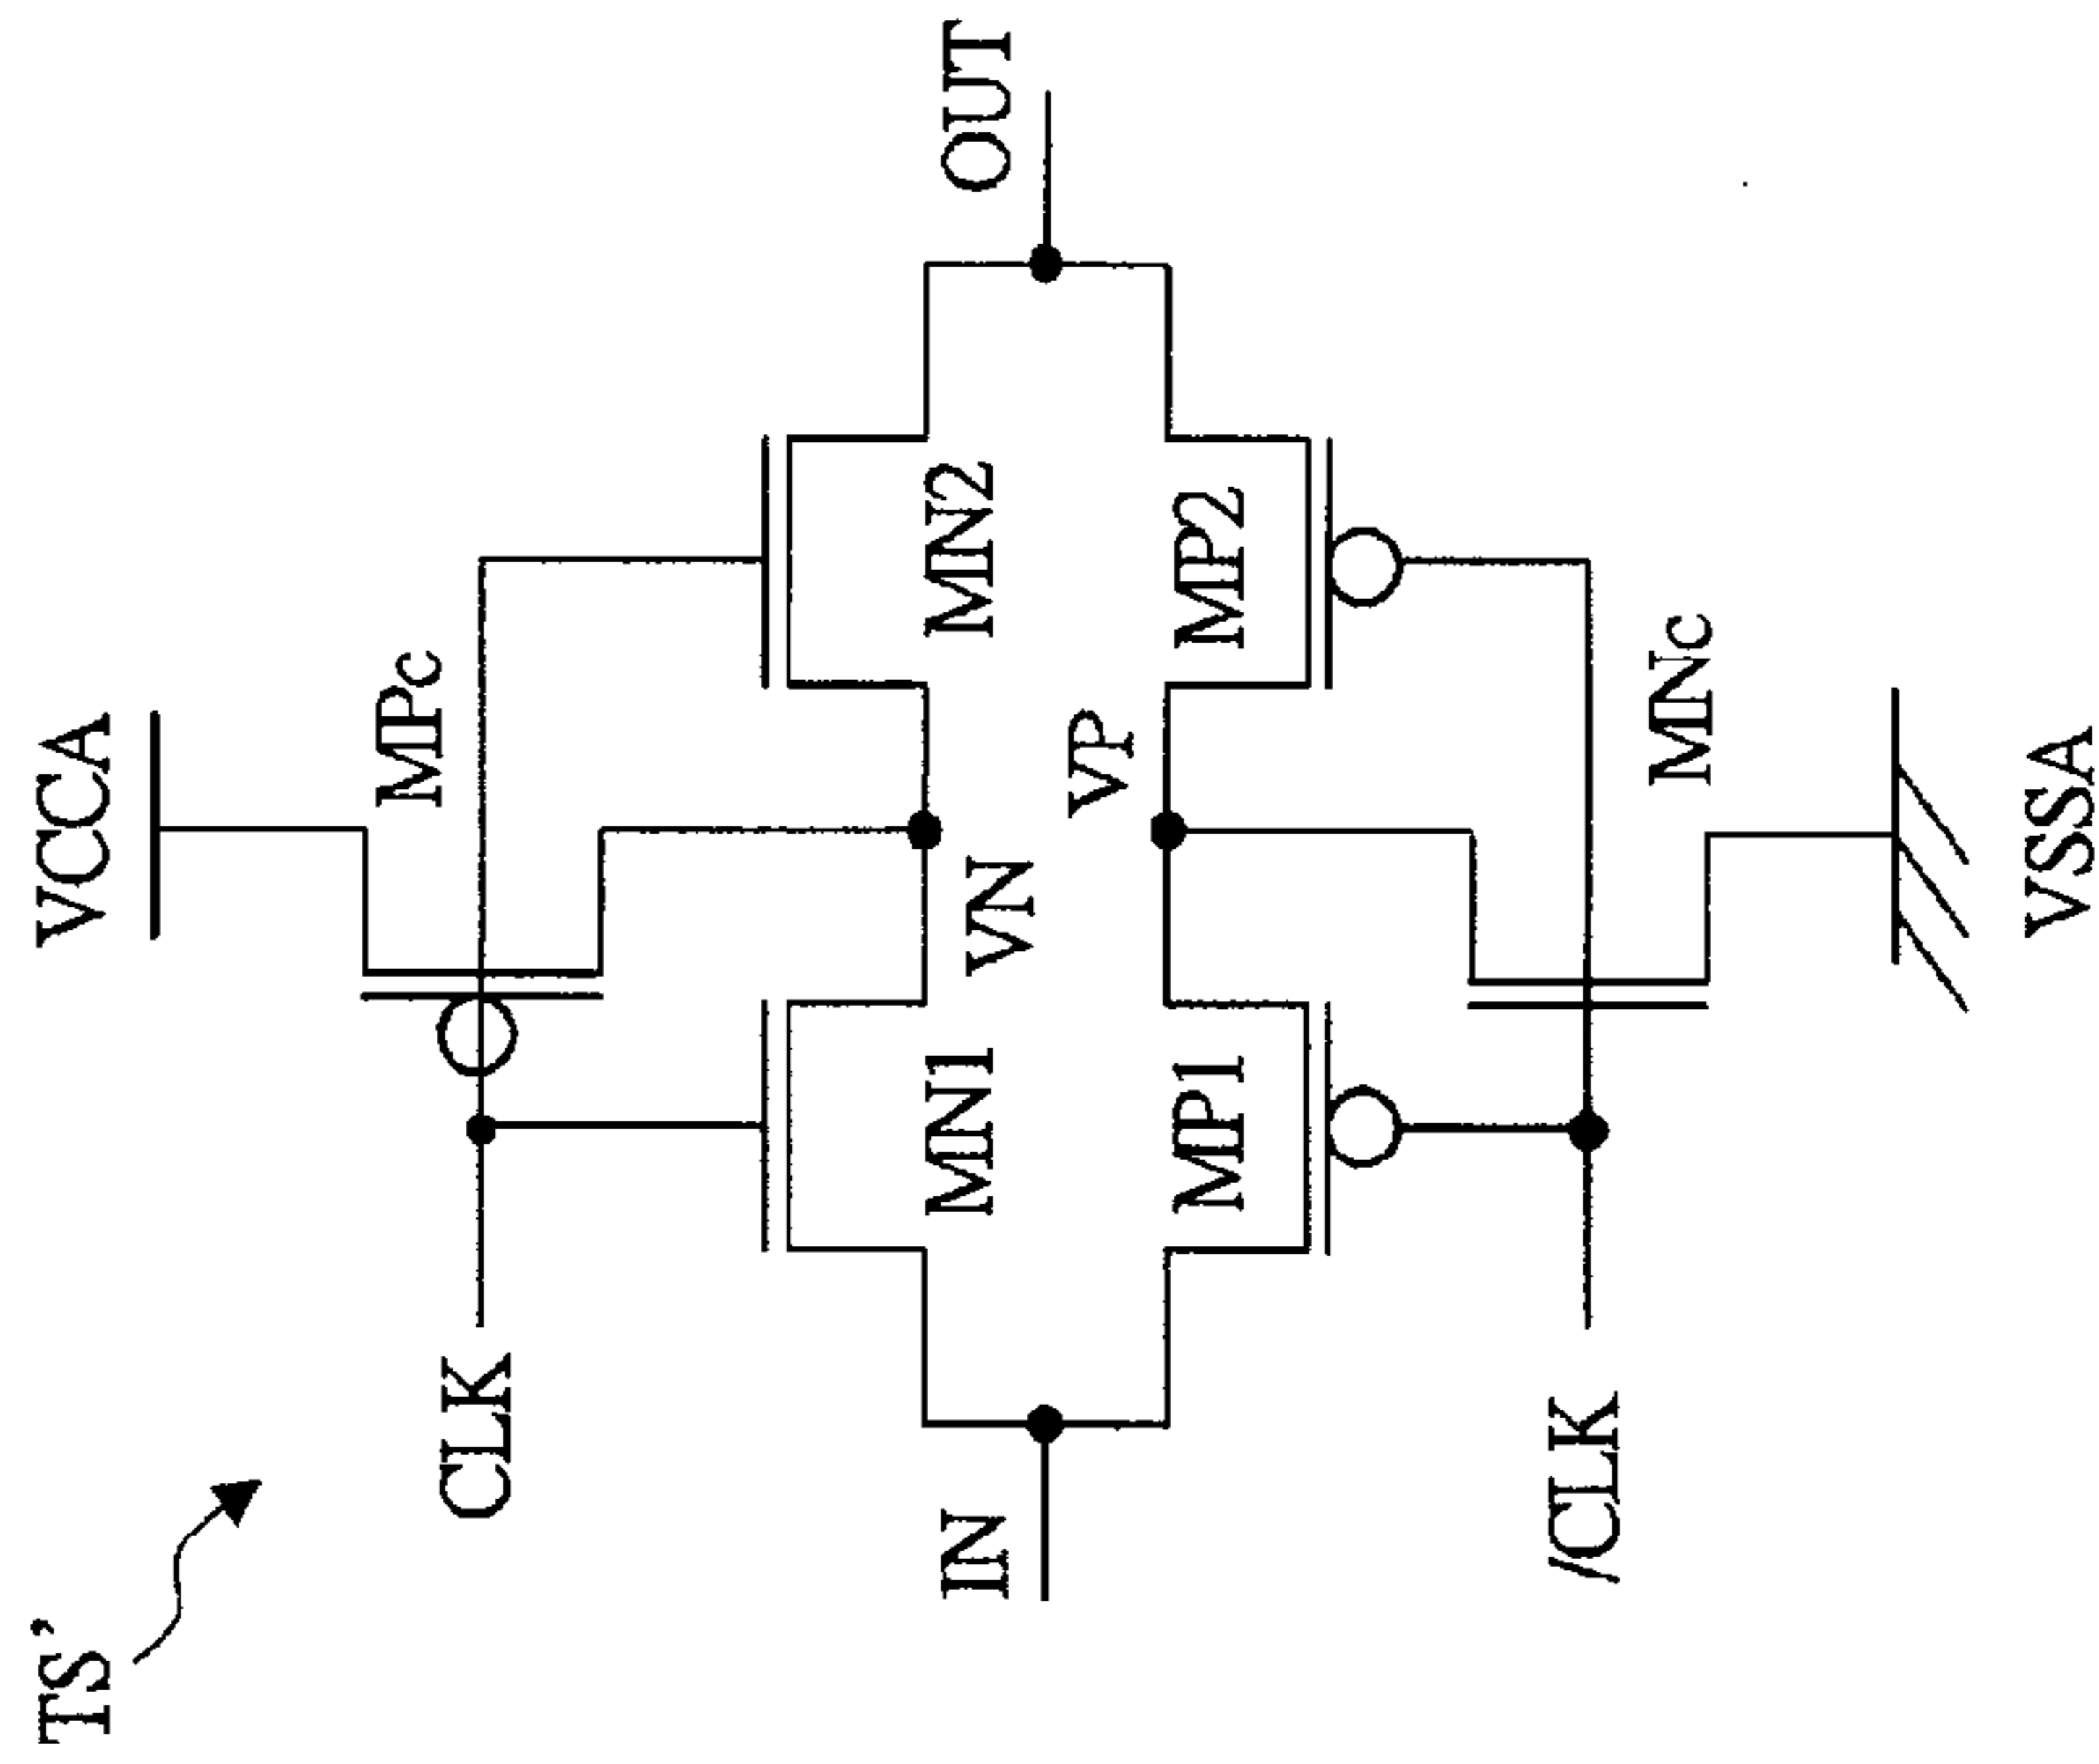 TS’
VCCA
CLK
MPc
MN1
MN2
VN
IN
OUT
VP
MP1
MP2
/CLK
MNc
VSSA